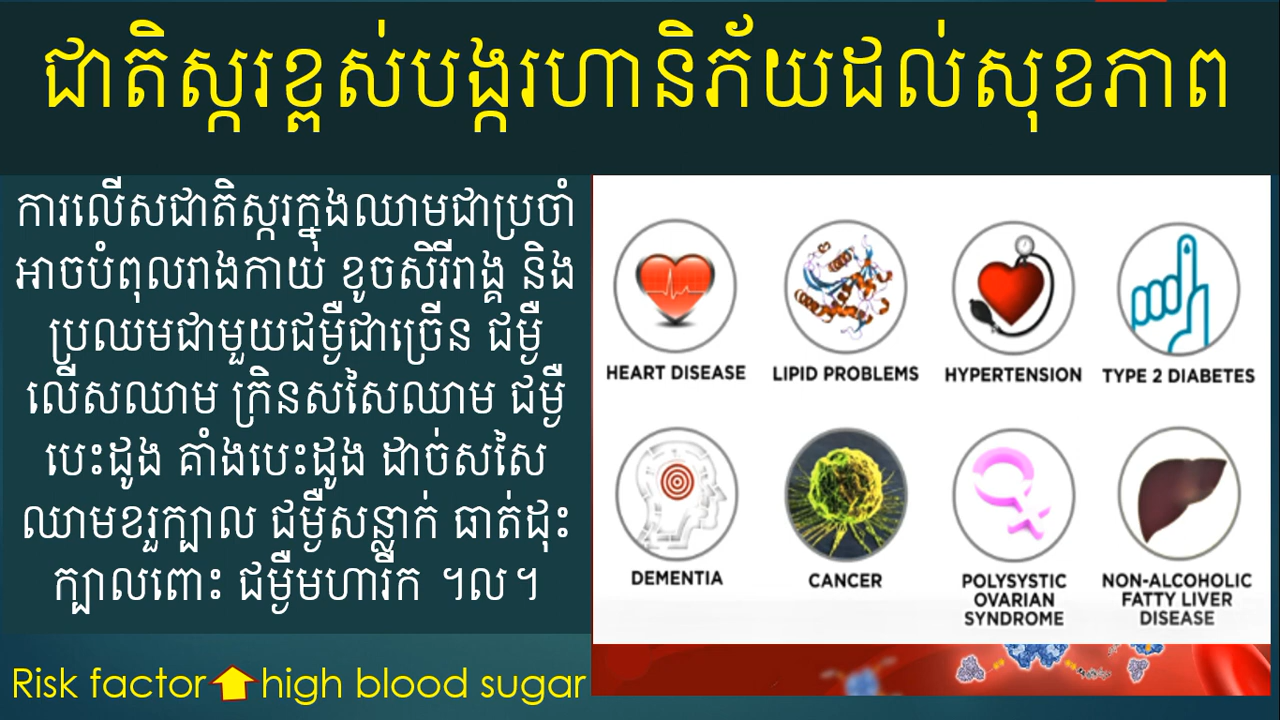 ជាតិស្ករខ្ពស់បង្ករហានិភ័យដល់សុខភាព
ការលើសជាតិស្ករក្នុងឈាមជាប្រចាំ
អាចបំពុលរាងកាយ ខូចសិរីរាង្គ និង
ប្រឈមជាមួយជម្ងឺជាច្រើន ជម្ងឺ
លើសឈាម ក្រិនសសៃឈាម ជម្ងឺ
បេះដូង គាំងបេះដូង ដាច់សសៃ
ឈាមខរួក្បាល ជម្ងឺសន្លាក់ ធាត់ដុះ
ក្បាលពោះ ជម្ងឺមហារីក ។ល។
HEART DISEASE
LIPID PROBLEMS
HYPERTENSION
TYPE 2 DIABETES
DEMENTIA
CANCER
POLYSYSTIC
OVARIAN
SYNDROME
NON-ALCOHOLIC
FATTY LIVER
DISEASE
Risk factor high blood sugar